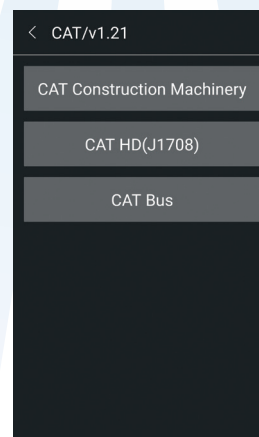 < CAT/v1.21
CAT Construction Machinery
CAT HD(J1708)
CAT Bus